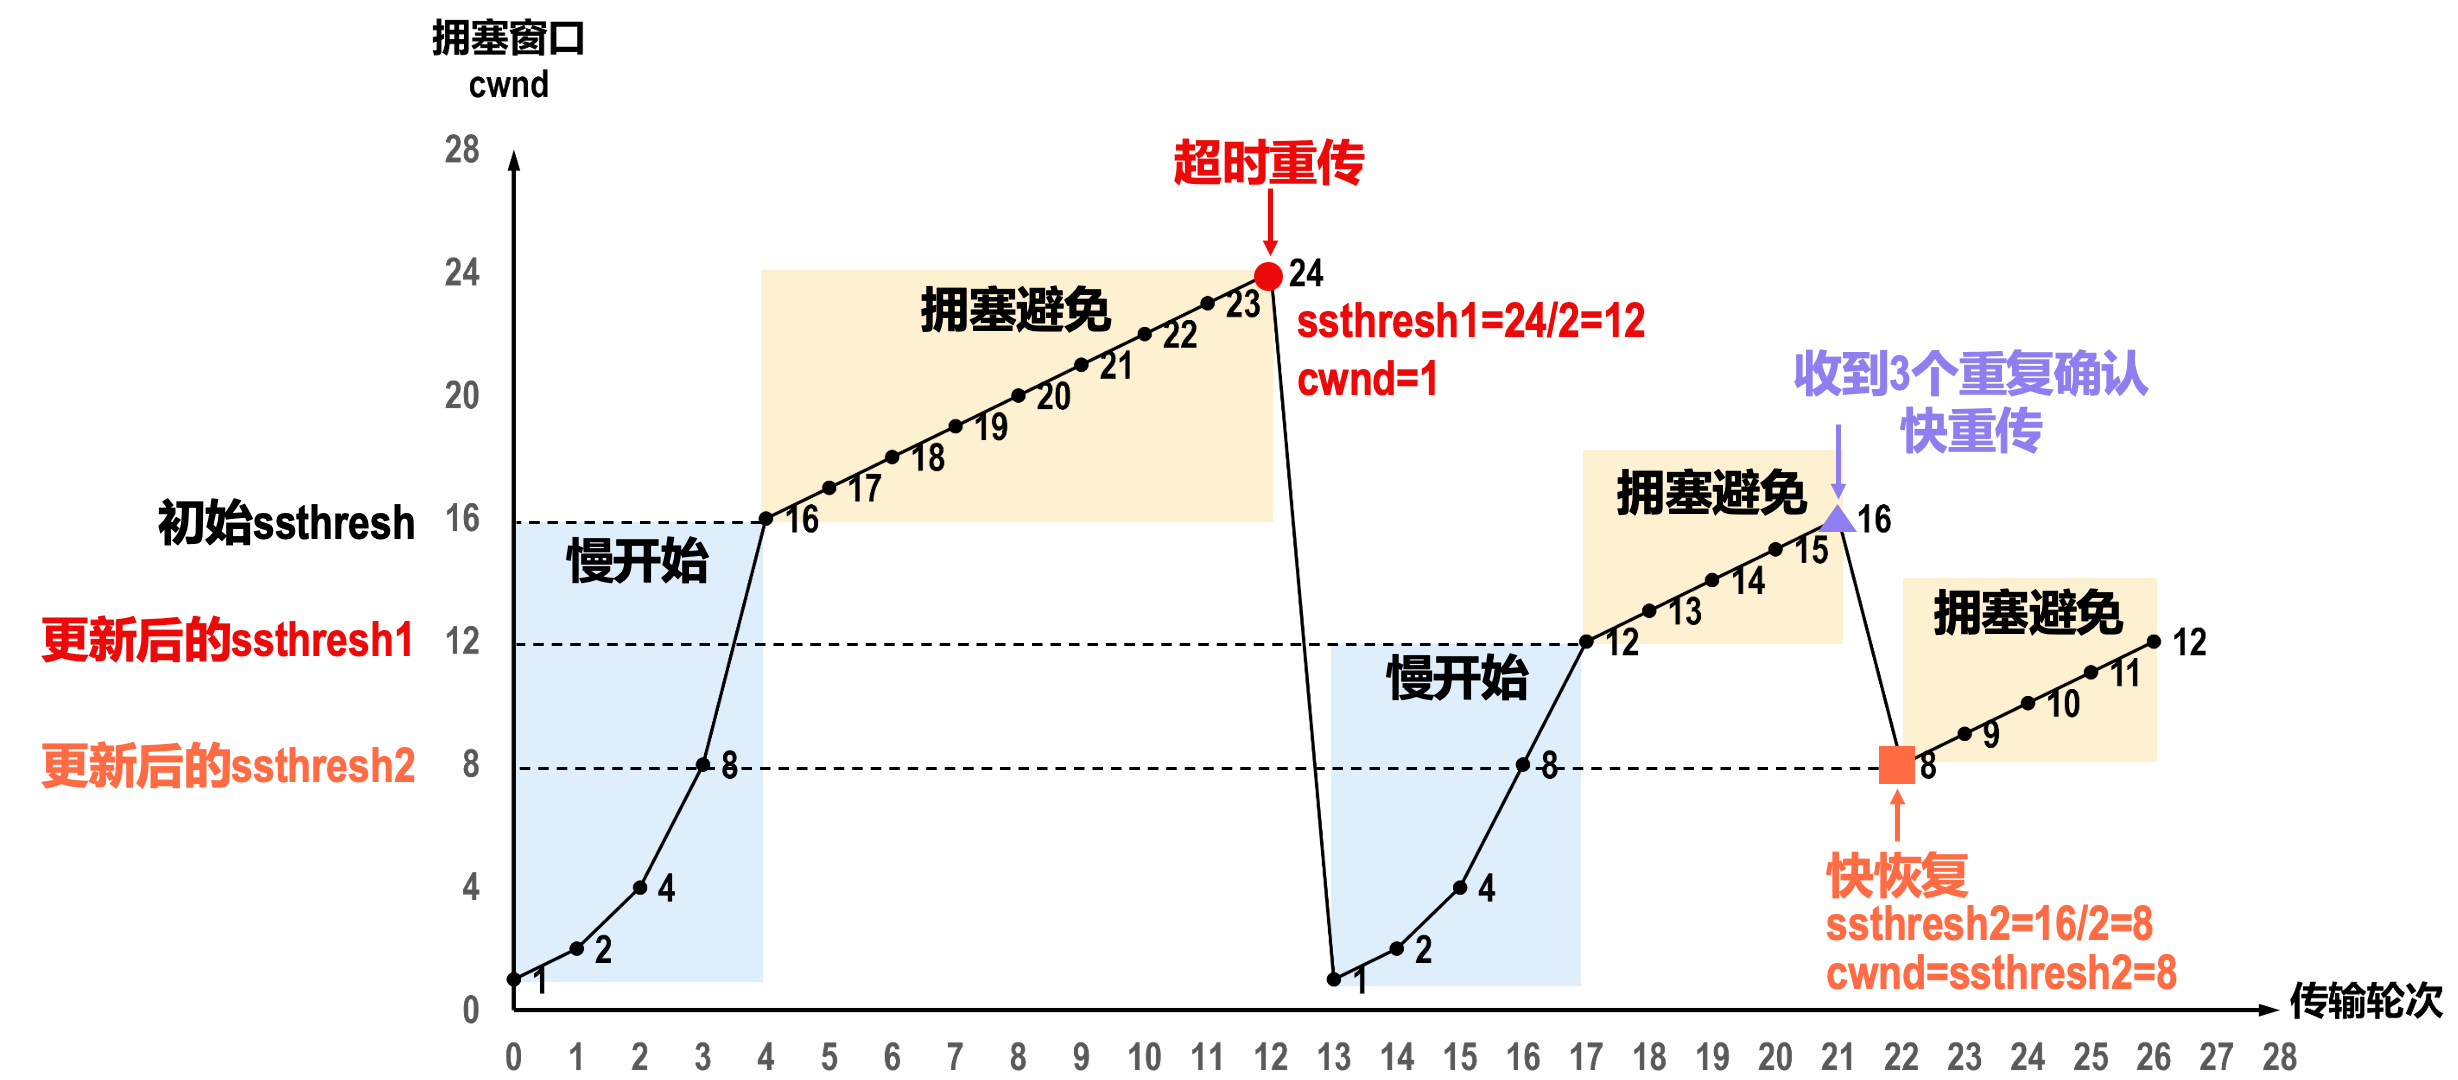 拥塞窗口
cwnd
28
24
20
16
12
8
4
0
初始ssthresh
更新后的ssthresh1
更新后的ssthresh2
慢开始
1
2
4
8
16
拥塞避免
17
18
19
20
21
22
23
24
超时重传
ssthresh1=24/2=12
cwnd=1
慢开始
1
2
4
8
12
拥塞避免
13
14
15
16
收到3个重复确认
快重传
拥塞避免
8
9
10
11
12
快恢复
ssthresh2=16/2=8
cwnd=ssthresh2=8
传输轮次
0 1 2 3 4 5 6 7 8 9 10 11 12 13 14 15 16 17 18 19 20 21 22 23 24 25 26 27 28